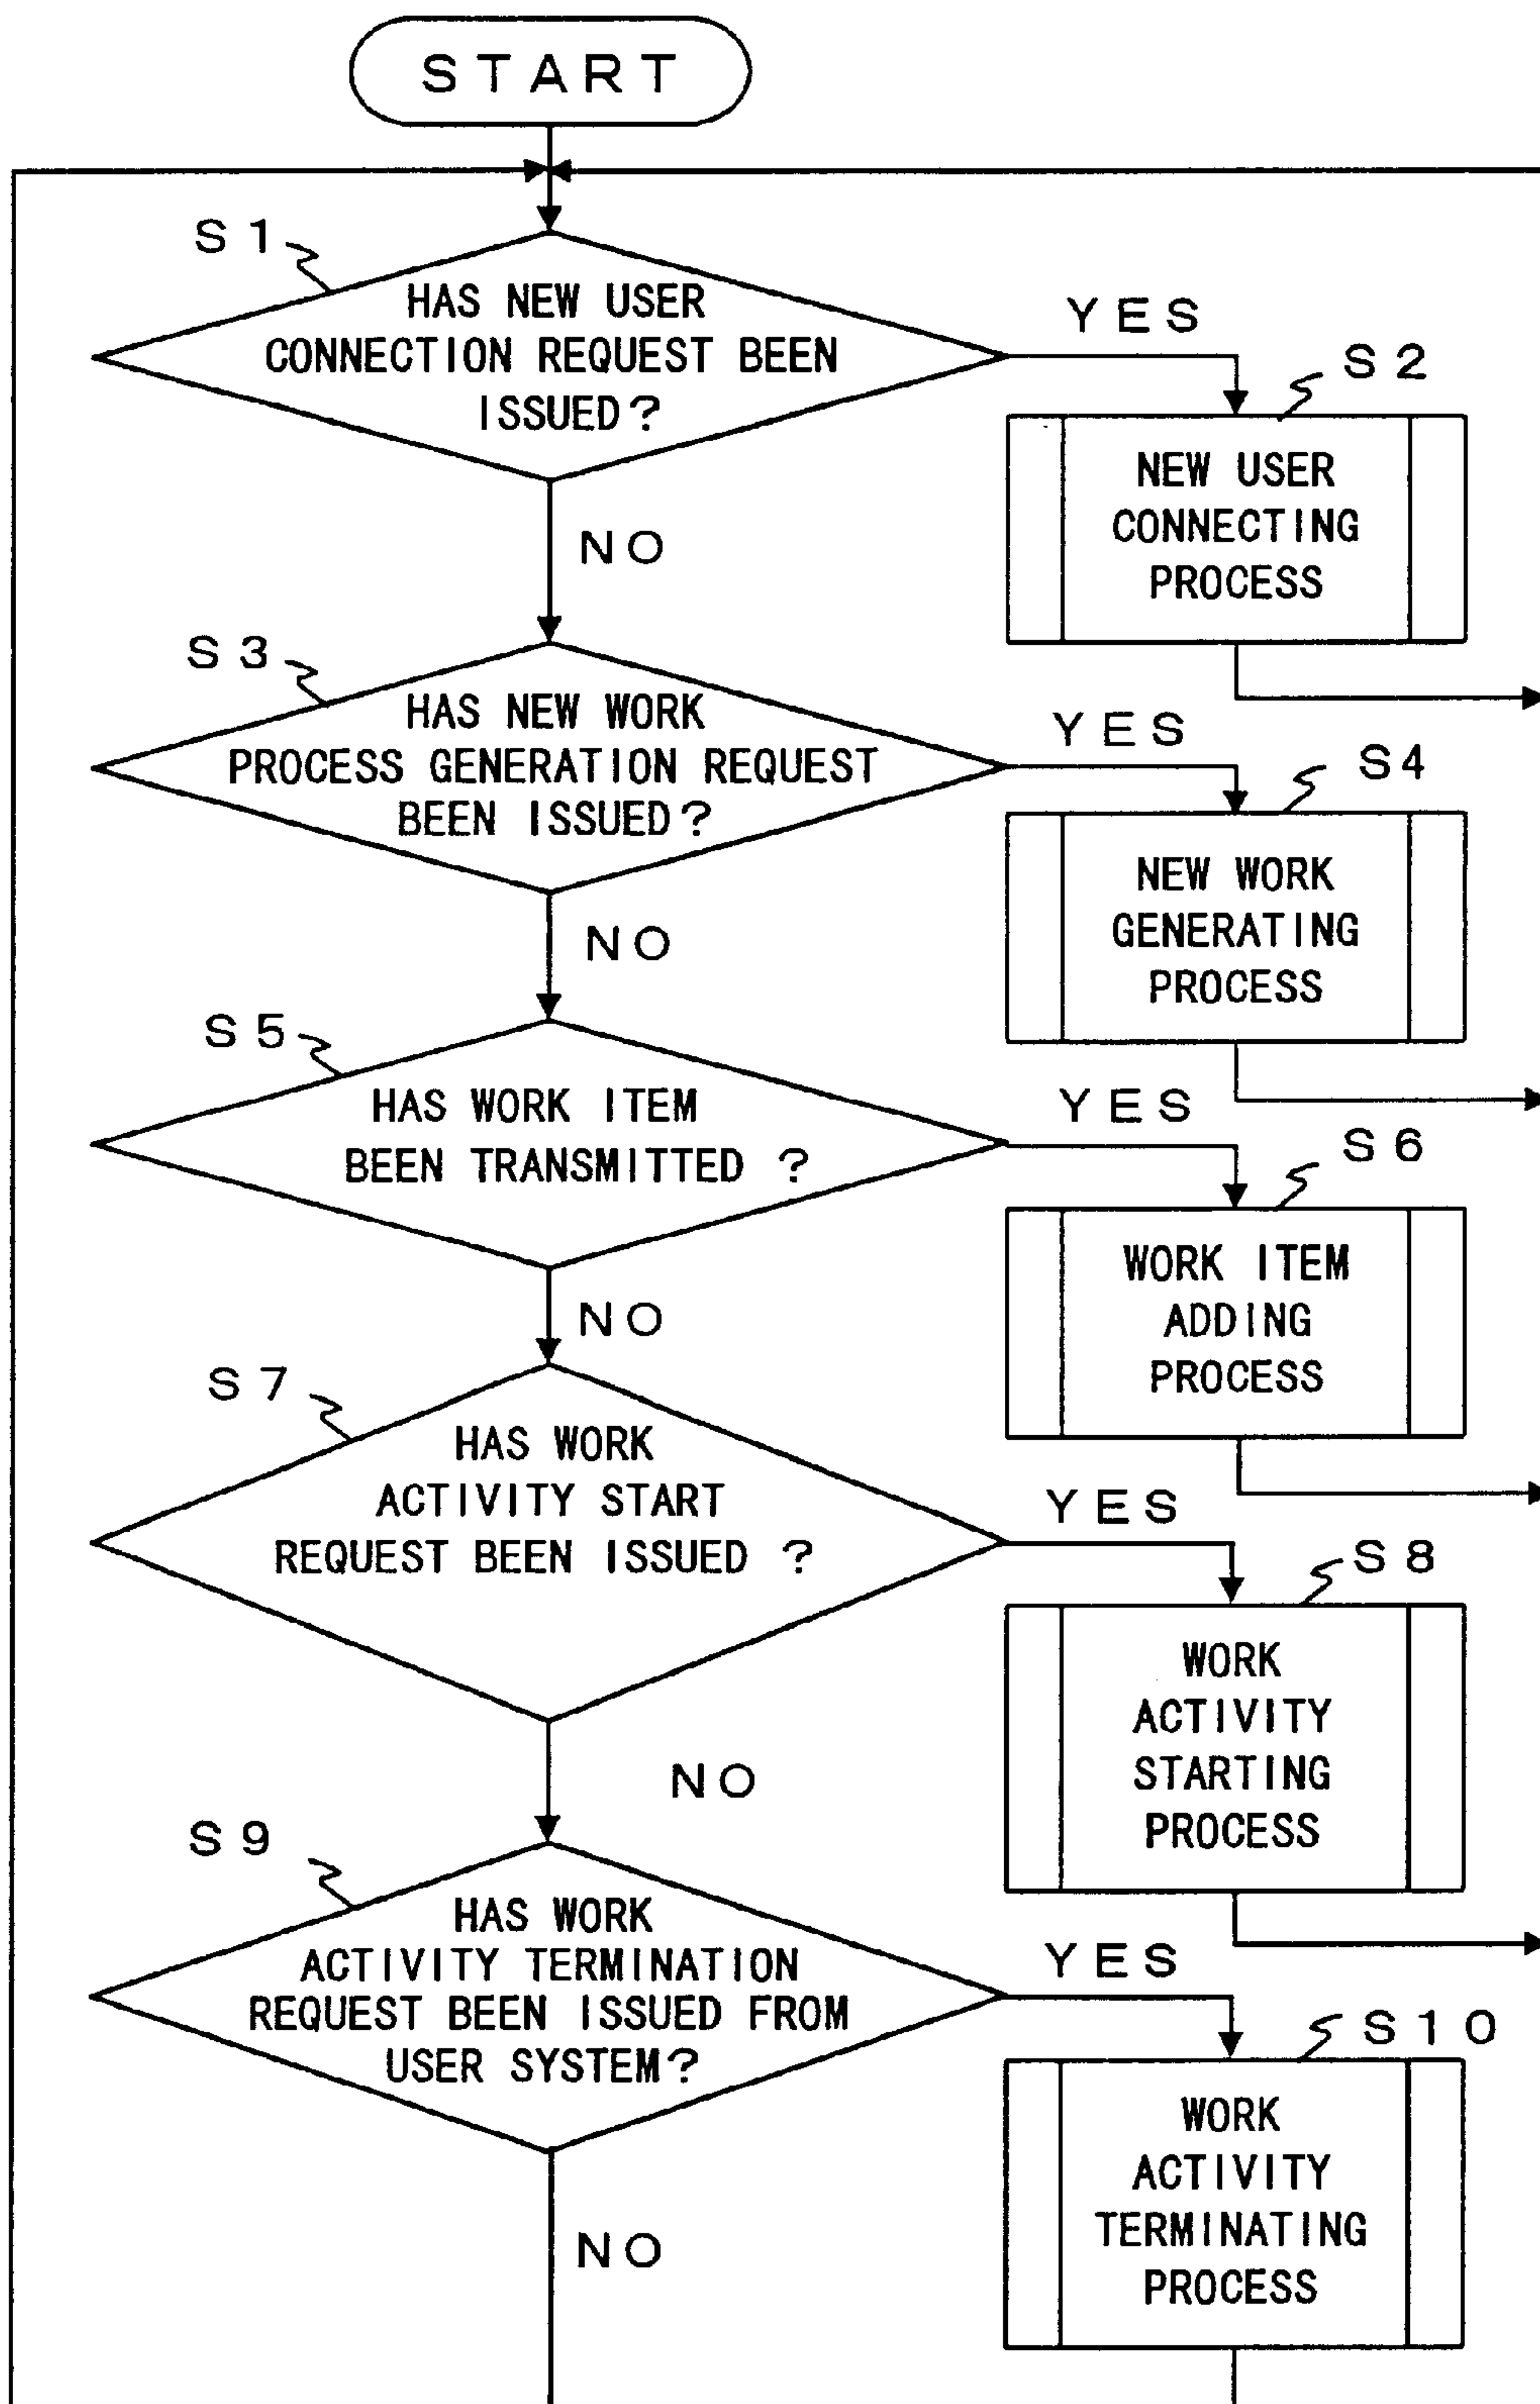 START
S1
HAS NEW USER
CONNECTION REQUEST BEEN
ISSUED?
YES
S2
NEW USER
CONNECTING
PROCESS
NO
S3
HAS NEW WORK
PROCESS GENERATION REQUEST
BEEN ISSUED?
YES
S4
NEW WORK
GENERATING
PROCESS
NO
S5
HAS WORK ITEM
BEEN TRANSMITTED ?
YES
S6
WORK ITEM
ADDING
PROCESS
NO
S7
HAS WORK
ACTIVITY START
REQUEST BEEN ISSUED ?
YES
S8
WORK
ACTIVITY
STARTING
PROCESS
NO
S9
HAS WORK
ACTIVITY TERMINATION
REQUEST BEEN ISSUED FROM
USER SYSTEM?
YES
S10
WORK
ACTIVITY
TERMINATING
PROCESS
NO